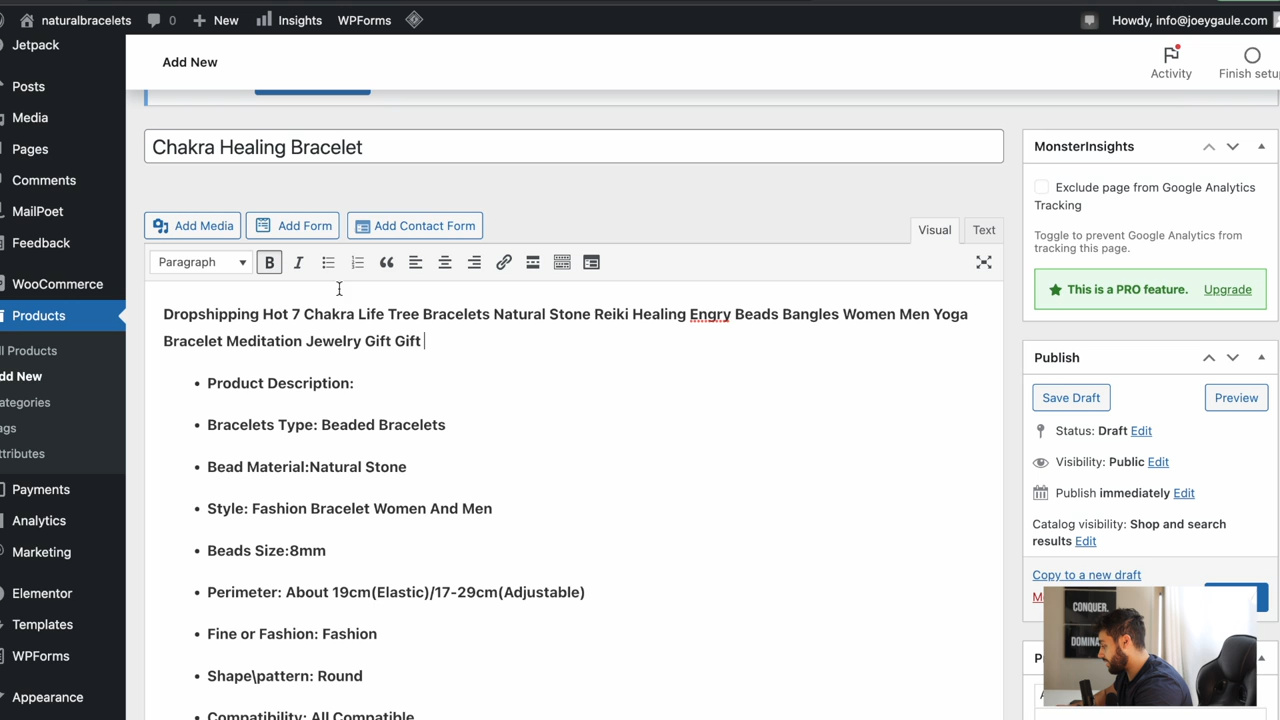 naturalbracelets
0
New
Insights
WPForms
Howdy, info@joeygaule.com
Jetpack
Posts
Media
Pages
Comments
MailPoet
Feedback
WooCommerce
Products
ll Products
dd New
ategories
gs
ttributes
Payments
Analytics
Marketing
Elementor
Templates
WPForms
Appearance
Add New
Activity
Finish setu
Chakra Healing Bracelet
Add Media
Add Form
Add Contact Form
Visual
Text
Paragraph
B
I
Dropshipping Hot 7 Chakra Life Tree Bracelets Natural Stone Reiki Healing Engry Beads Bangles Women Men Yoga
Bracelet Meditation Jewelry Gift Gift
• Product Description:
• Bracelets Type: Beaded Bracelets
• Bead Material:Natural Stone
• Style: Fashion Bracelet Women And Men
• Beads Size:8mm
• Perimeter: About 19cm(Elastic)/17-29cm(Adjustable)
• Fine or Fashion: Fashion
• Shape\pattern: Round
• Compatibility: All Compatible
MonsterInsights
Exclude page from Google Analytics
Tracking
Toggle to prevent Google Analytics from
tracking this page.
This is a PRO feature. Upgrade
Publish
Save Draft
Preview
Status: Draft Edit
Visibility: Public Edit
Publish immediately Edit
Catalog visibility: Shop and search
results Edit
Copy to a new draft
M
CONQUER.
DOMINA
P